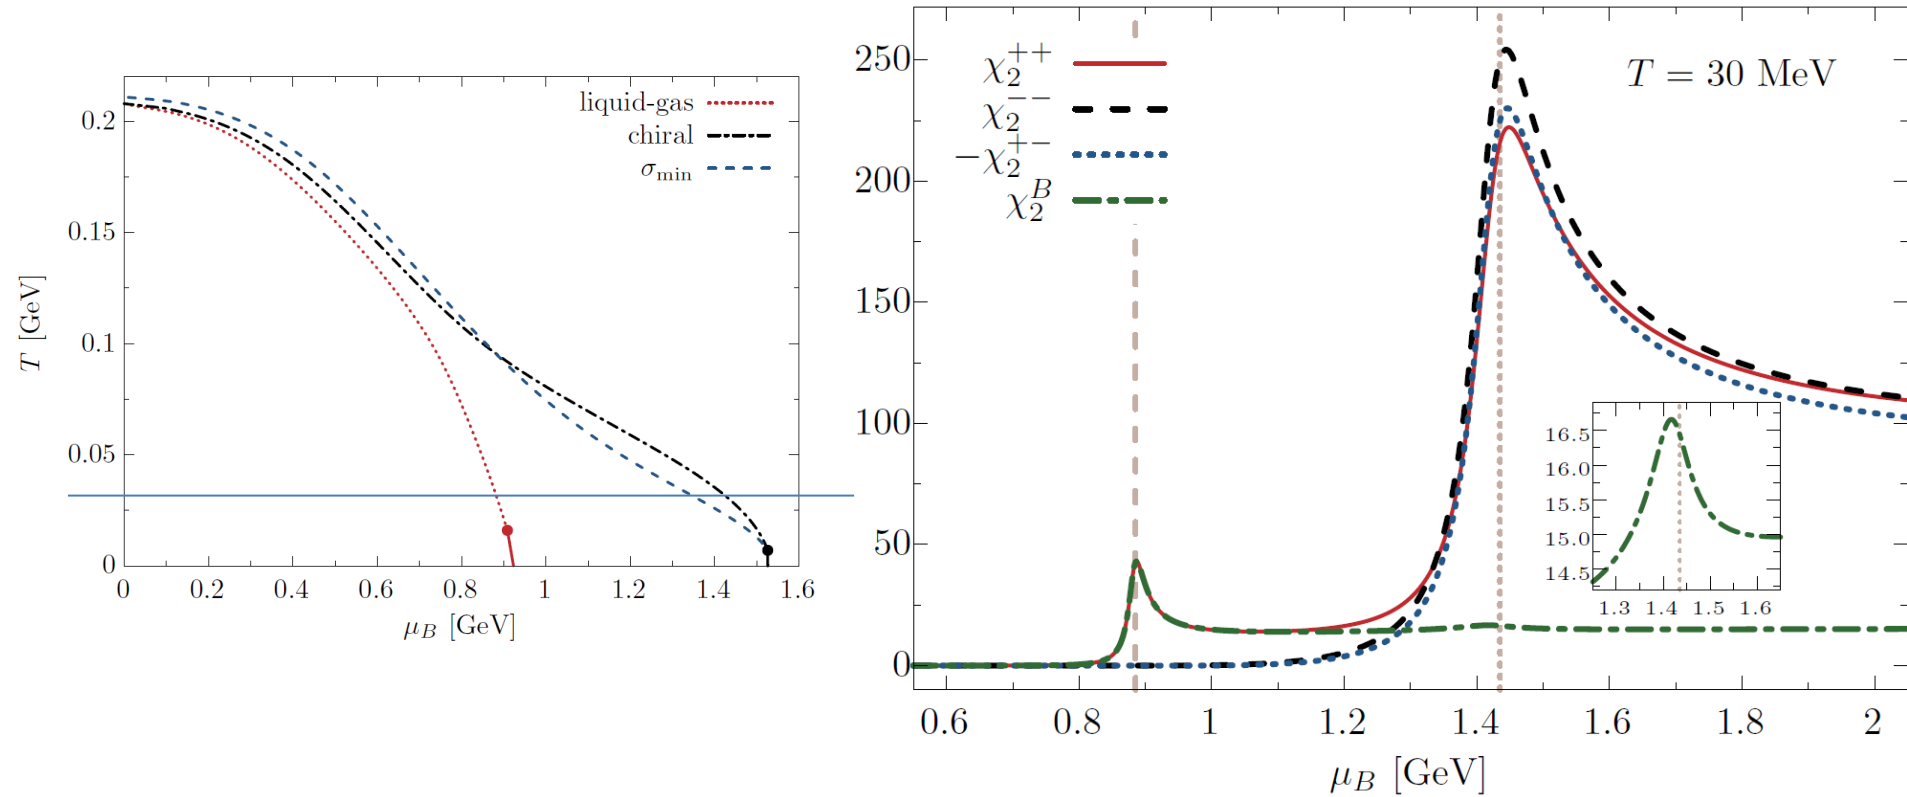 liquid-gas
chiral
σmin
0.2
0.15
0.1
0.05
0
T [GeV]
0 0.2 0.4 0.6 0.8 1 1.2 1.4 1.6
μB [GeV]
χ₂⁺⁺
χ₂⁻⁻
−χ₂⁺⁻
χ₂ᴮ
T = 30 MeV
250
200
150
100
50
0
16.5
16.0
15.5
15.0
14.5
1.3 1.4 1.5 1.6
0.6 0.8 1 1.2 1.4 1.6 1.8 2
μB [GeV]